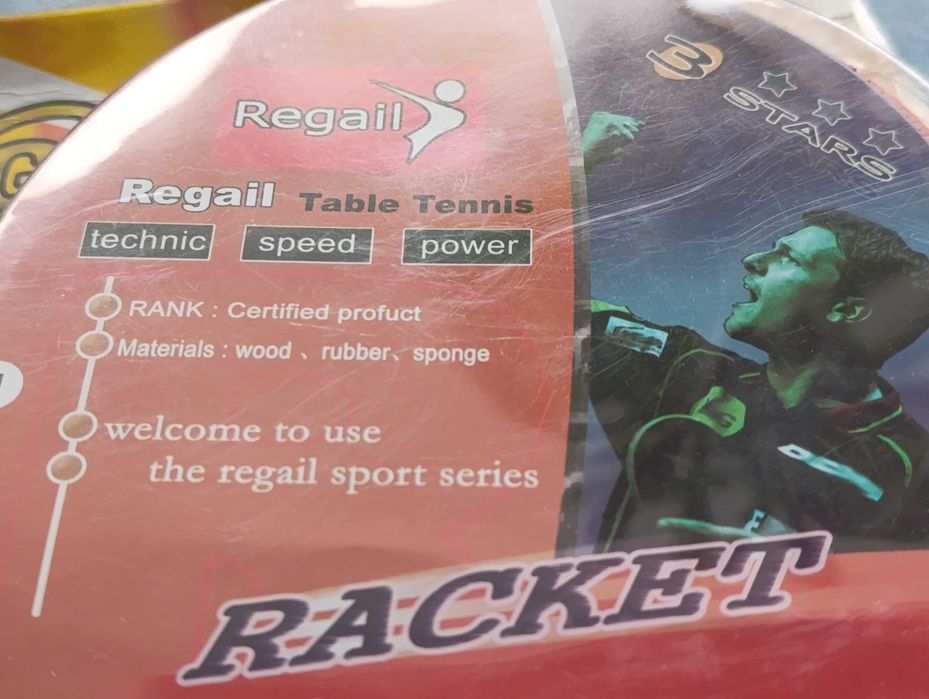 Regail
3
STARS
Regail Table Tennis
technic speed power
RANK : Certified profuct
Materials : wood 、rubber、sponge
welcome to use
the regail sport series
RACKET